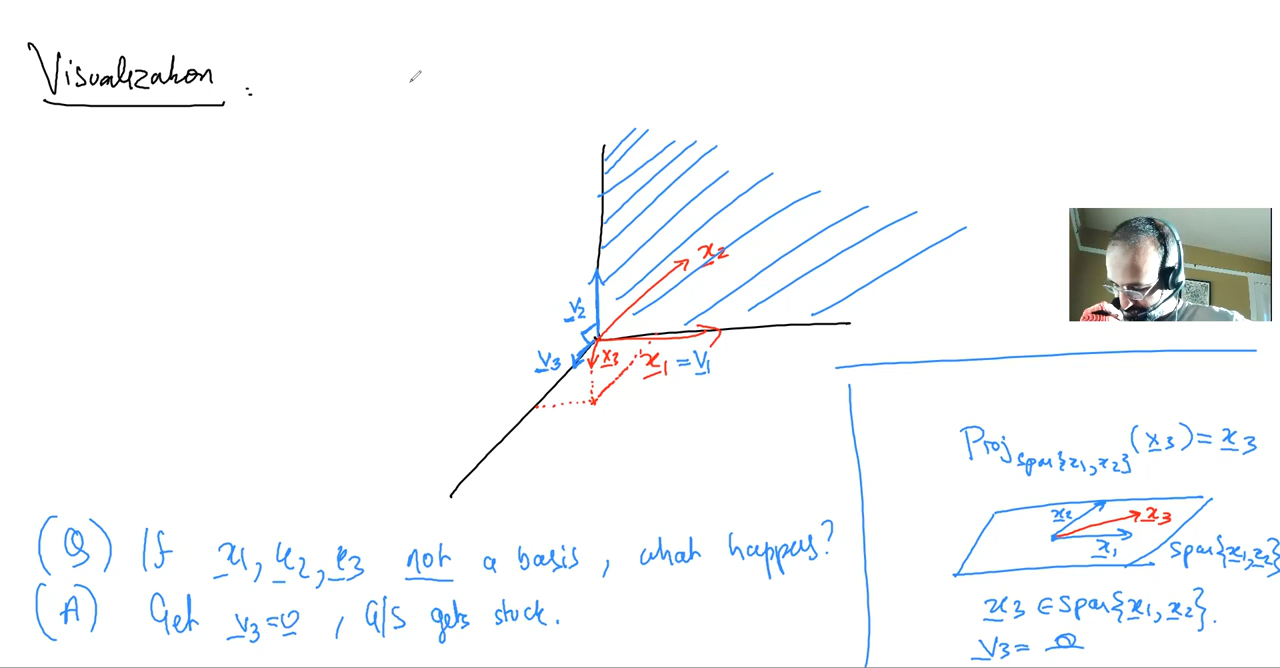 Visualization :
x2
v2
v3
x3
x1 = v1
Proj span{x1, x2} (x3) = x3
x2
x3
x1
span{x1, x2}
x3 ∈ span{x1, x2}.
v3 = 0
(Q) If x1, x2, x3 not a basis, what happens?
(A) Get v3 = 0, G/S gets stuck.